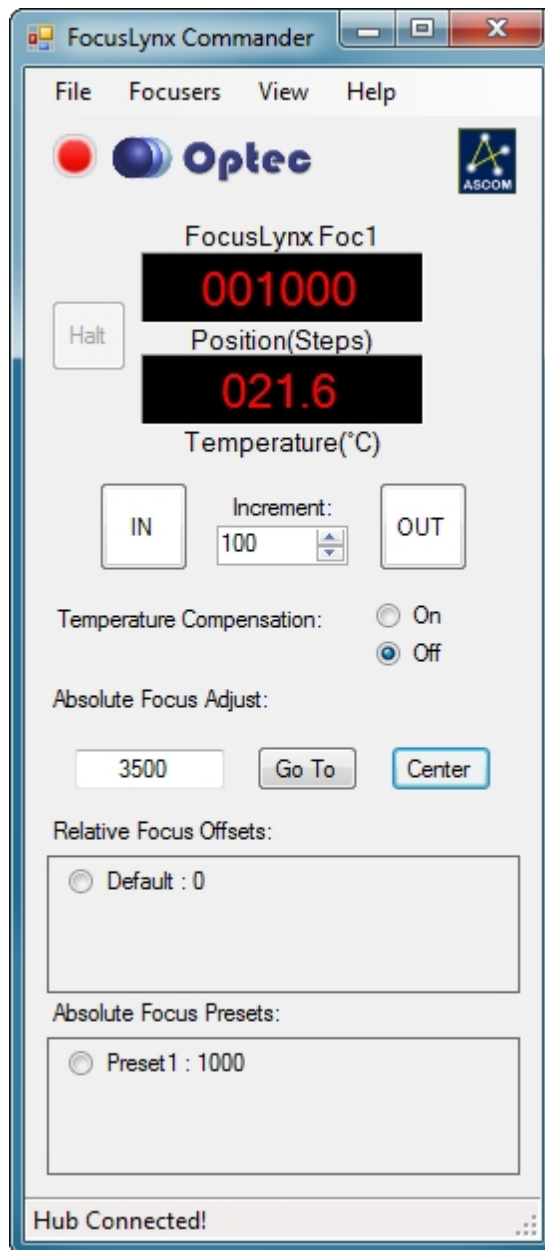 FocusLynx Commander
File Focusers View Help
Optec
ASCOM
FocusLynx Foc1
001000
Halt
Position(Steps)
021.6
Temperature(°C)
IN
Increment:
100
OUT
Temperature Compensation:
On
Off
Absolute Focus Adjust:
3500 Go To Center
Relative Focus Offsets:
Default : 0
Absolute Focus Presets:
Preset1 : 1000
Hub Connected!